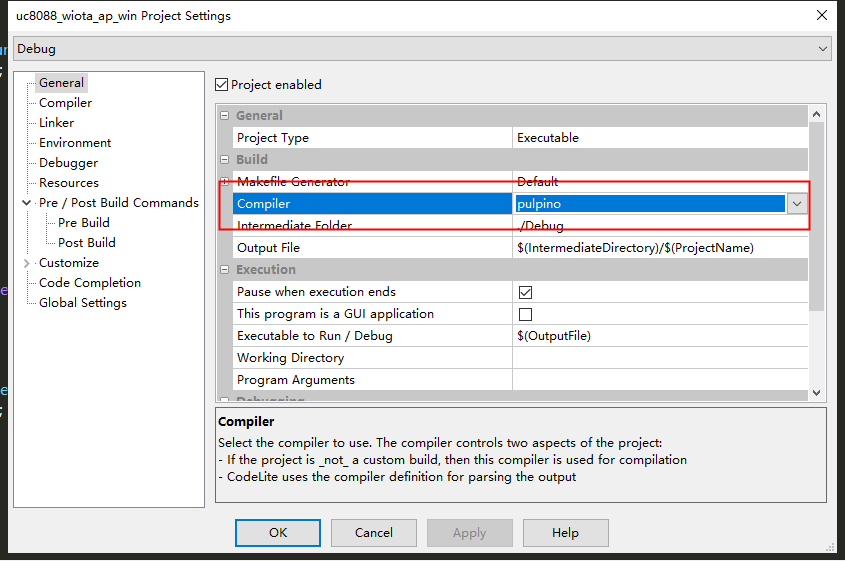 uc8088_wiota_ap_win Project Settings
Debug
General
Compiler
Linker
Environment
Debugger
Resources
Pre / Post Build Commands
Pre Build
Post Build
Customize
Code Completion
Global Settings
Project enabled
General
Project Type Executable
Build
Makefile Generator Default
Compiler pulpino
Intermediate Folder ./Debug
Output File $(IntermediateDirectory)/$(ProjectName)
Execution
Pause when execution ends
This program is a GUI application
Executable to Run / Debug $(OutputFile)
Working Directory
Program Arguments
Debugging
Compiler
Select the compiler to use. The compiler controls two aspects of the project:
- If the project is _not_ a custom build, then this compiler is used for compilation
- CodeLite uses the compiler definition for parsing the output
OK Cancel Apply Help